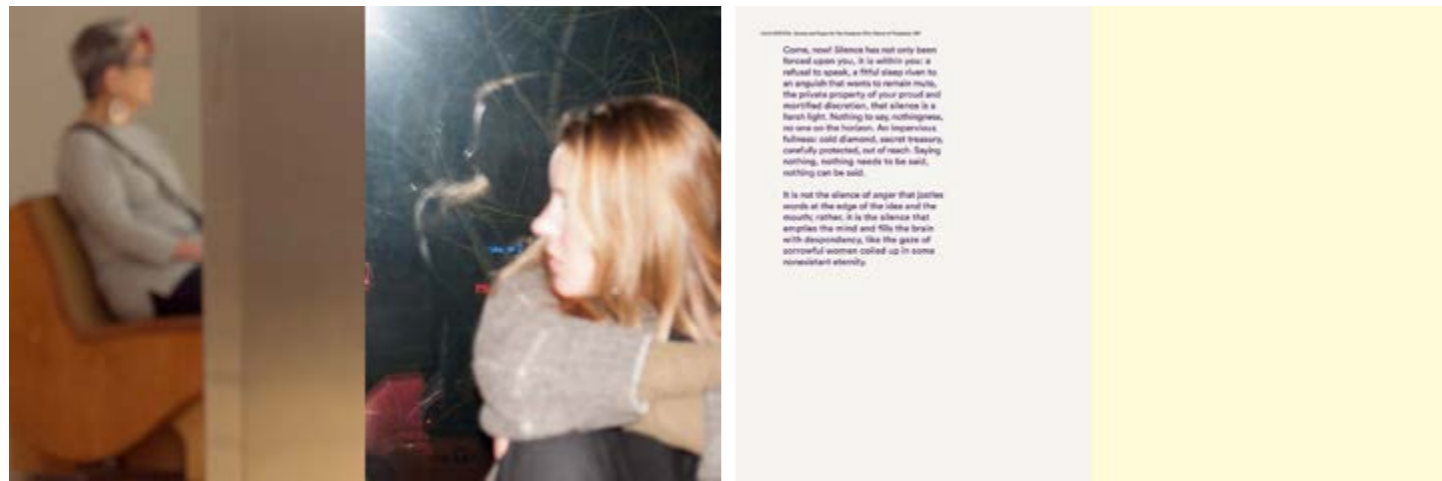 Come, now! Silence has not only been
forced upon you, it is within you: a
refusal to speak, a fitful sleep riven to
an anguish that wants to remain mute,
the private property of your proud and
mortified discretion, that silence is a
harsh light. Nothing to say, nothingness,
no one on the horizon. An impervious
fullness: cold diamond, secret treasury,
carefully protected, out of reach. Saying
nothing, nothing needs to be said,
nothing can be said.
It is not the silence of anger that jostles
words at the edge of the idea and the
mouth; rather, it is the silence that
empties the mind and fills the brain
with despondency, like the gaze of
sorrowful women coiled up in some
nonexistent eternity.